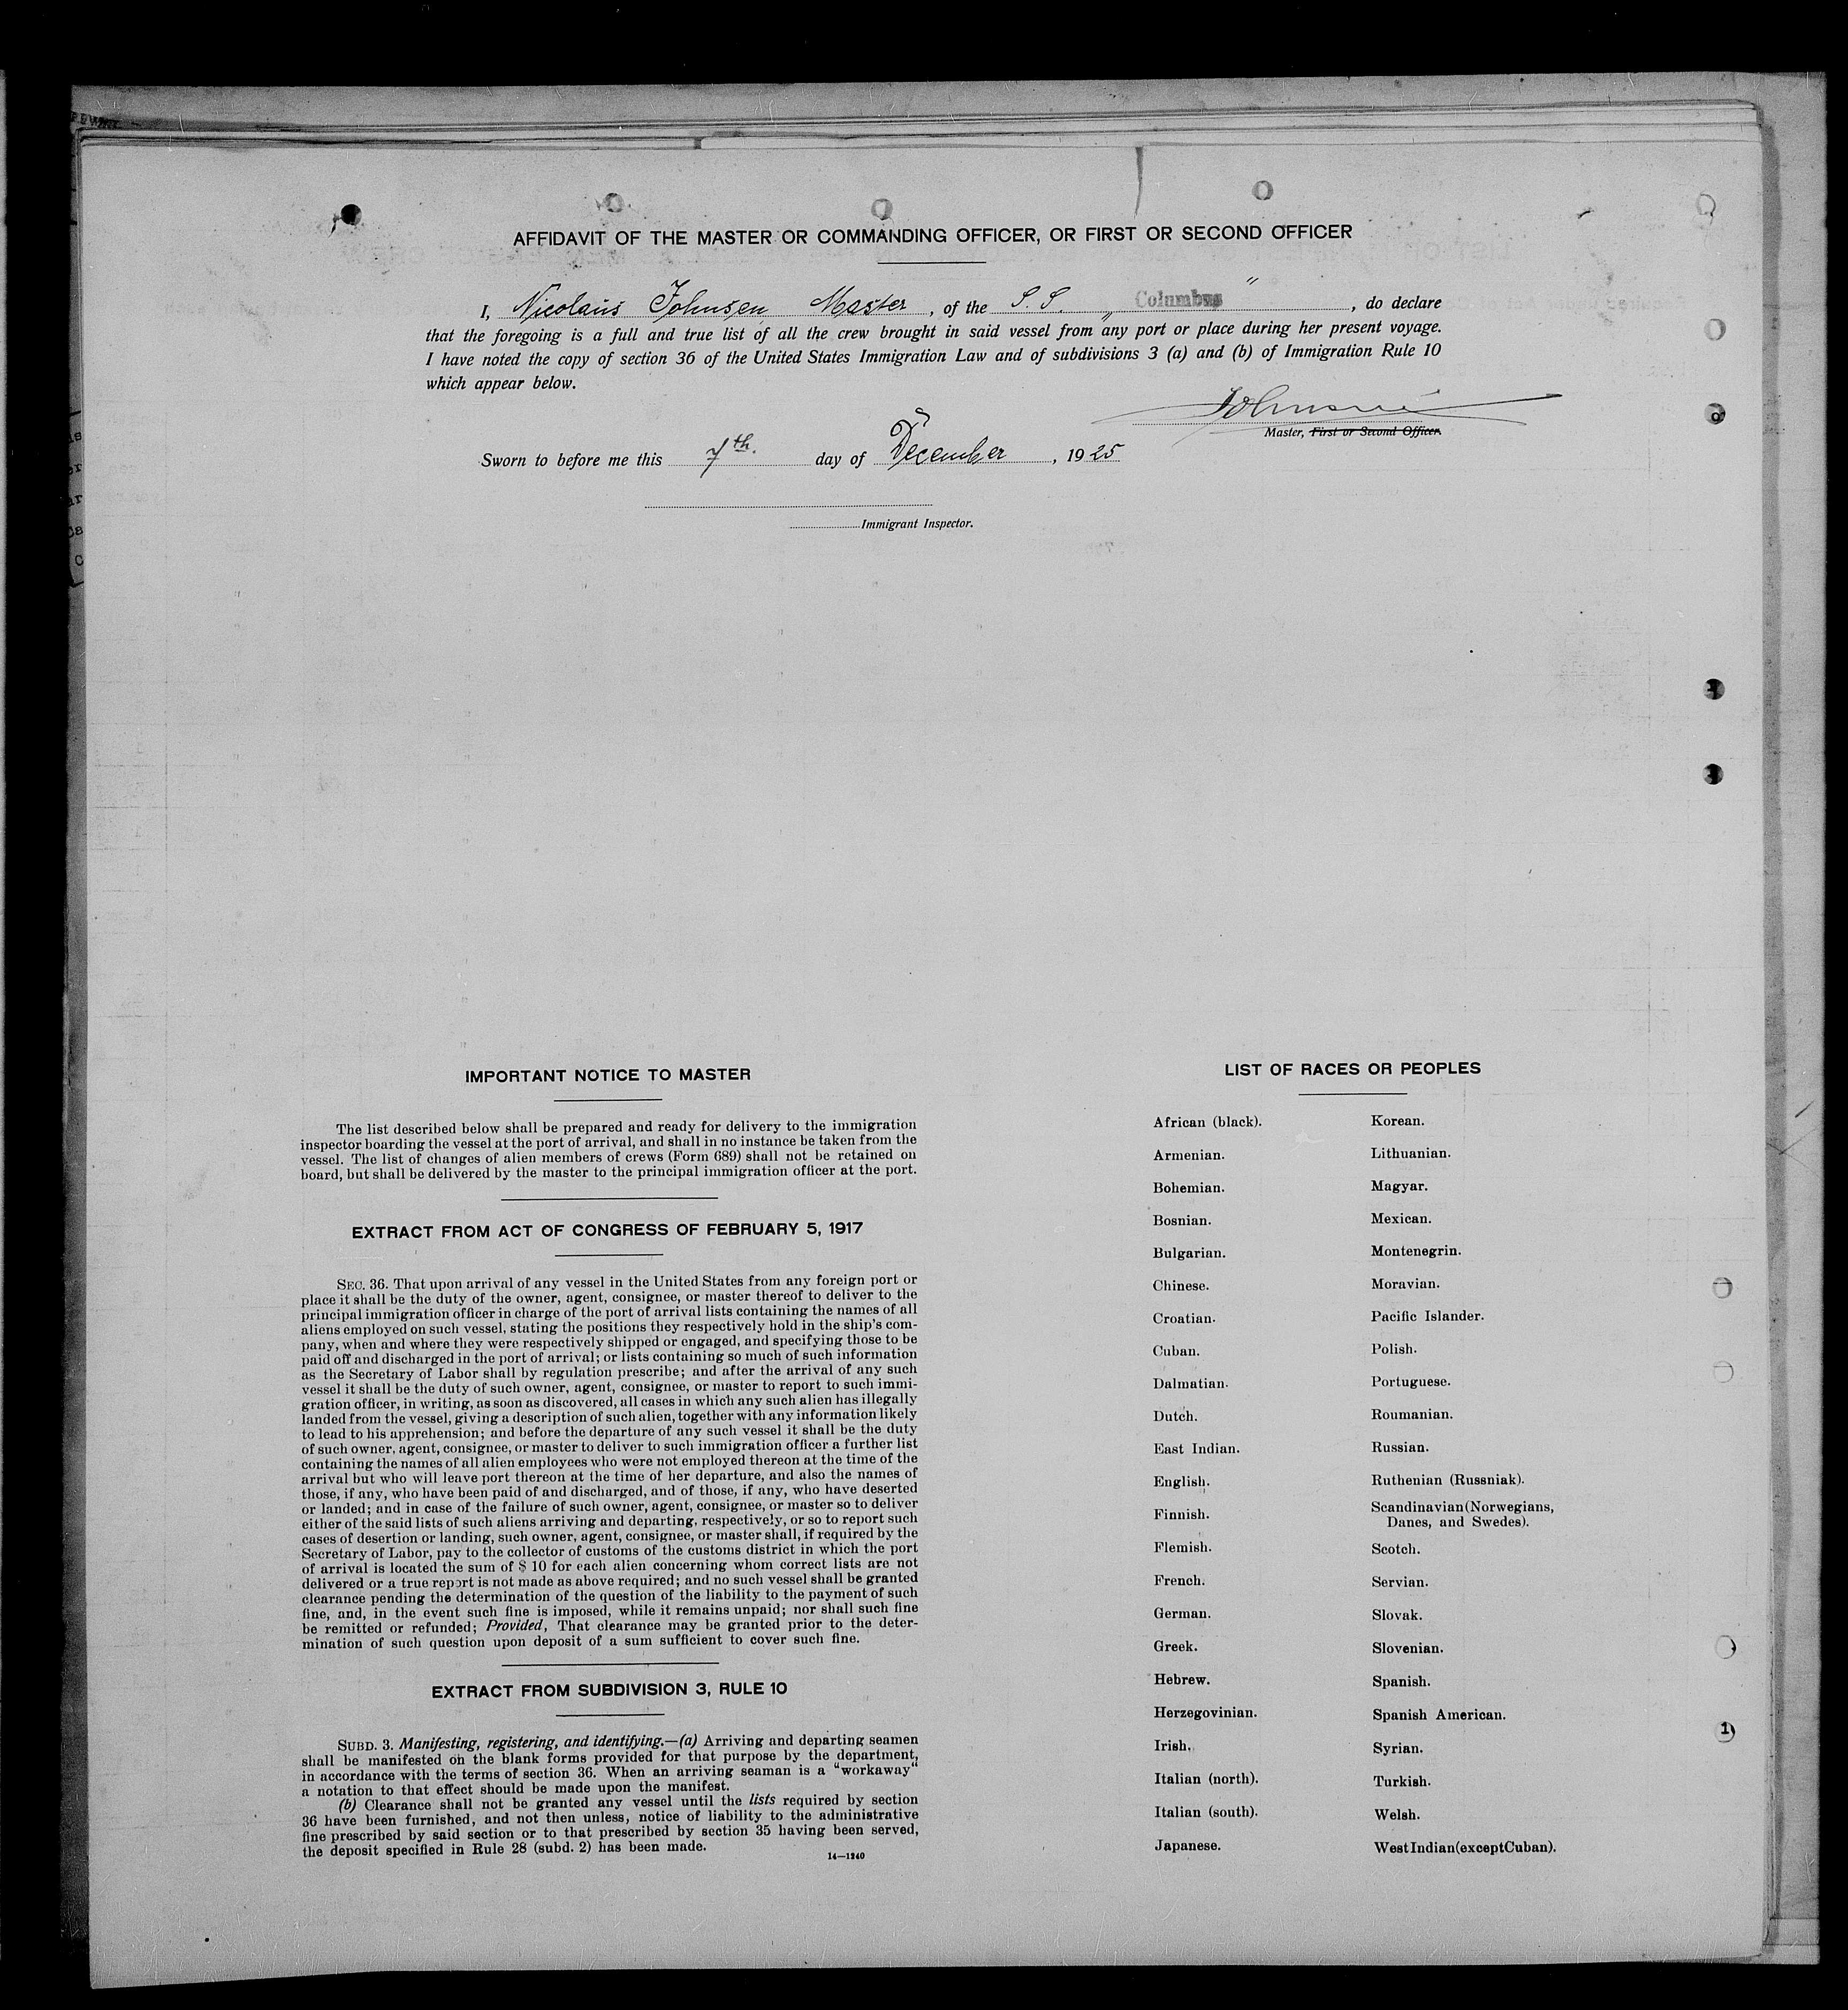 AFFIDAVIT OF THE MASTER OR COMMANDING OFFICER, OR FIRST OR SECOND OFFICER
I, Nicolaus Johnsen Master, of the S. S. „Columbus“, do declare
that the foregoing is a full and true list of all the crew brought in said vessel from any port or place during her present voyage.
I have noted the copy of section 36 of the United States Immigration Law and of subdivisions 3 (a) and (b) of Immigration Rule 10
which appear below.
Johnsen
Master, First or Second Officer.
Sworn to before me this 7th. day of December, 1925
Immigrant Inspector.
IMPORTANT NOTICE TO MASTER
The list described below shall be prepared and ready for delivery to the immigration
inspector boarding the vessel at the port of arrival, and shall in no instance be taken from the
vessel. The list of changes of alien members of crews (Form 689) shall not be retained on
board, but shall be delivered by the master to the principal immigration officer at the port.
EXTRACT FROM ACT OF CONGRESS OF FEBRUARY 5, 1917
SEC. 36. That upon arrival of any vessel in the United States from any foreign port or
place it shall be the duty of the owner, agent, consignee, or master thereof to deliver to the
principal immigration officer in charge of the port of arrival lists containing the names of all
aliens employed on such vessel, stating the positions they respectively hold in the ship's com-
pany, when and where they were respectively shipped or engaged, and specifying those to be
paid off and discharged in the port of arrival; or lists containing so much of such information
as the Secretary of Labor shall by regulation prescribe; and after the arrival of any such
vessel it shall be the duty of such owner, agent, consignee, or master to report to such immi-
gration officer, in writing, as soon as discovered, all cases in which any such alien has illegally
landed from the vessel, giving a description of such alien, together with any information likely
to lead to his apprehension; and before the departure of any such vessel it shall be the duty
of such owner, agent, consignee, or master to deliver to such immigration officer a further list
containing the names of all alien employees who were not employed thereon at the time of the
arrival but who will leave port thereon at the time of her departure, and also the names of
those, if any, who have been paid of and discharged, and of those, if any, who have deserted
or landed; and in case of the failure of such owner, agent, consignee, or master so to deliver
either of the said lists of such aliens arriving and departing, respectively, or so to report such
cases of desertion or landing, such owner, agent, consignee, or master shall, if required by the
Secretary of Labor, pay to the collector of customs of the customs district in which the port
of arrival is located the sum of $ 10 for each alien concerning whom correct lists are not
delivered or a true report is not made as above required; and no such vessel shall be granted
clearance pending the determination of the question of the liability to the payment of such
fine, and, in the event such fine is imposed, while it remains unpaid; nor shall such fine
be remitted or refunded; Provided, That clearance may be granted prior to the deter-
mination of such question upon deposit of a sum sufficient to cover such fine.
EXTRACT FROM SUBDIVISION 3, RULE 10
SUBD. 3. Manifesting, registering, and identifying.—(a) Arriving and departing seamen
shall be manifested on the blank forms provided for that purpose by the department,
in accordance with the terms of section 36. When an arriving seaman is a "workaway"
a notation to that effect should be made upon the manifest.
(b) Clearance shall not be granted any vessel until the lists required by section
36 have been furnished, and not then unless, notice of liability to the administrative
fine prescribed by said section or to that prescribed by section 35 having been served,
the deposit specified in Rule 28 (subd. 2) has been made.
14—1240
LIST OF RACES OR PEOPLES
African (black).
Armenian.
Bohemian.
Bosnian.
Bulgarian.
Chinese.
Croatian.
Cuban.
Dalmatian.
Dutch.
East Indian.
English.
Finnish.
Flemish.
French.
German.
Greek.
Hebrew.
Herzegovinian.
Irish.
Italian (north).
Italian (south).
Japanese.
Korean.
Lithuanian.
Magyar.
Mexican.
Montenegrin.
Moravian.
Pacific Islander.
Polish.
Portuguese.
Roumanian.
Russian.
Ruthenian (Russniak).
Scandinavian (Norwegians,
Danes, and Swedes).
Scotch.
Servian.
Slovak.
Slovenian.
Spanish.
Spanish American.
Syrian.
Turkish.
Welsh.
West Indian (except Cuban).